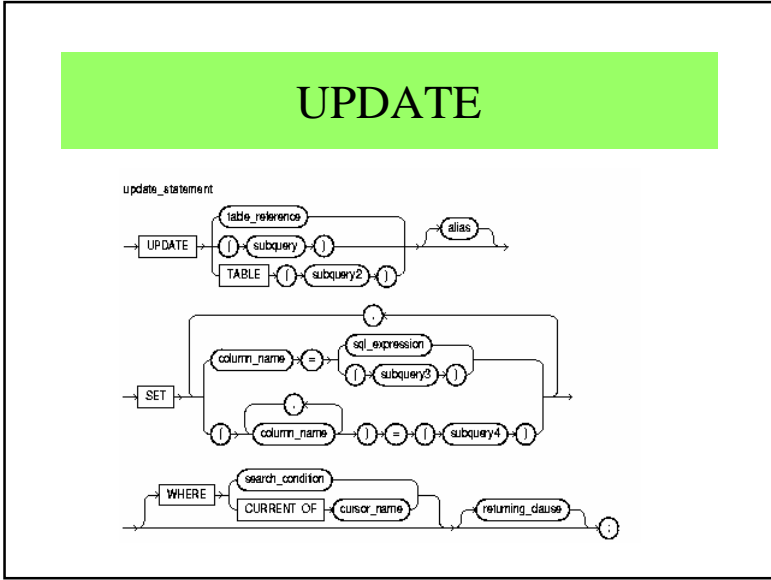 UPDATE
update_statement
table_reference
alias
UPDATE ( subquery )
TABLE ( subquery2 )
,
sql_expression
column_name =
( subquery3 )
SET
,
( column_name ) = ( subquery4 )
search_condition
WHERE
CURRENT OF cursor_name
returning_clause
;